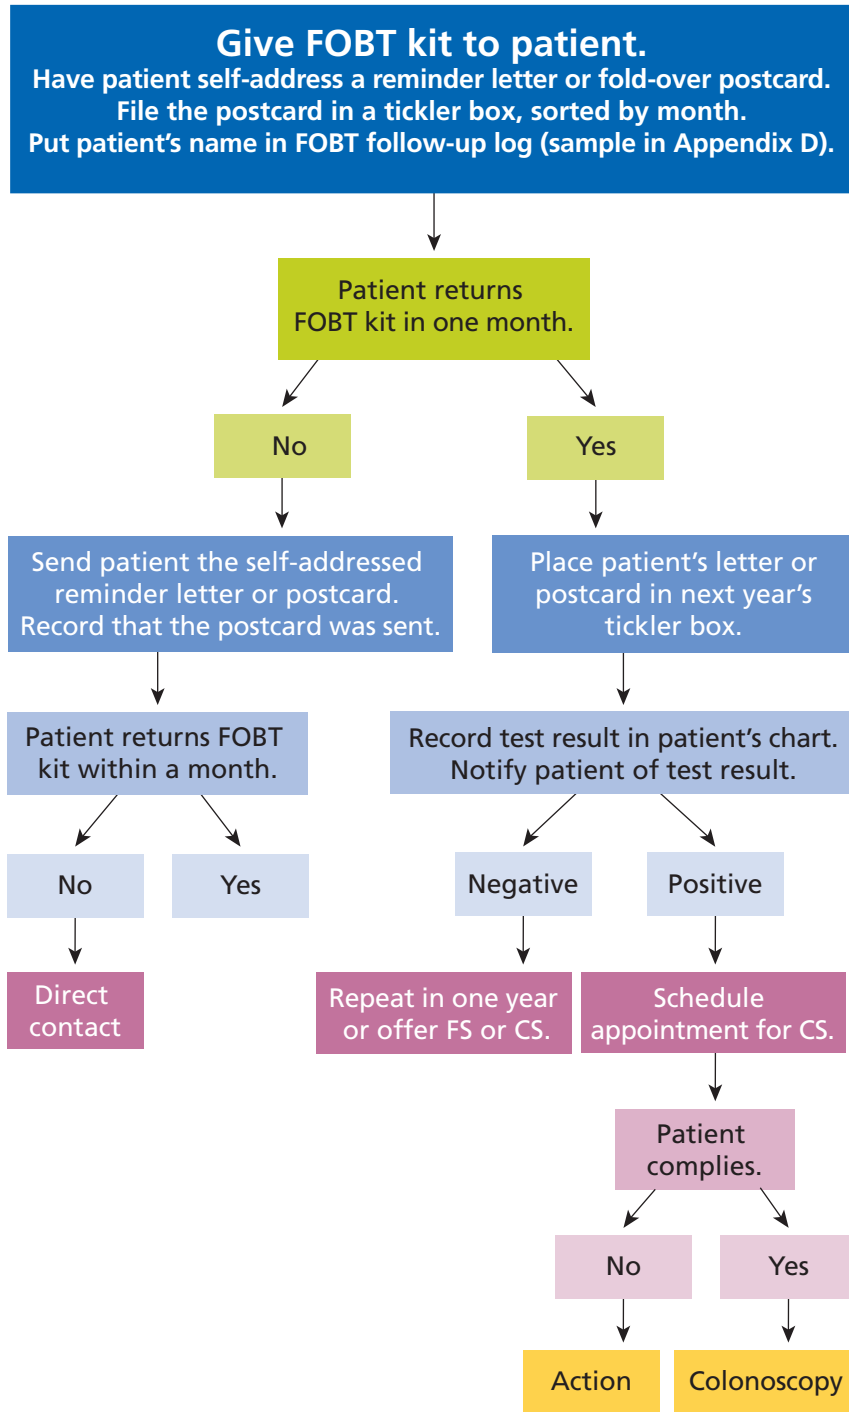 Give FOBT kit to patient.
Have patient self-address a reminder letter or fold-over postcard.
File the postcard in a tickler box, sorted by month.
Put patient's name in FOBT follow-up log (sample in Appendix D).
Patient returns
FOBT kit in one month.
No
Yes
Send patient the self-addressed
reminder letter or postcard.
Record that the postcard was sent.
Place patient's letter or
postcard in next year's
tickler box.
Patient returns FOBT
kit within a month.
Record test result in patient's chart.
Notify patient of test result.
No
Yes
Negative
Positive
Direct
contact
Repeat in one year
or offer FS or CS.
Schedule
appointment for CS.
Patient
complies.
No
Yes
Action
Colonoscopy